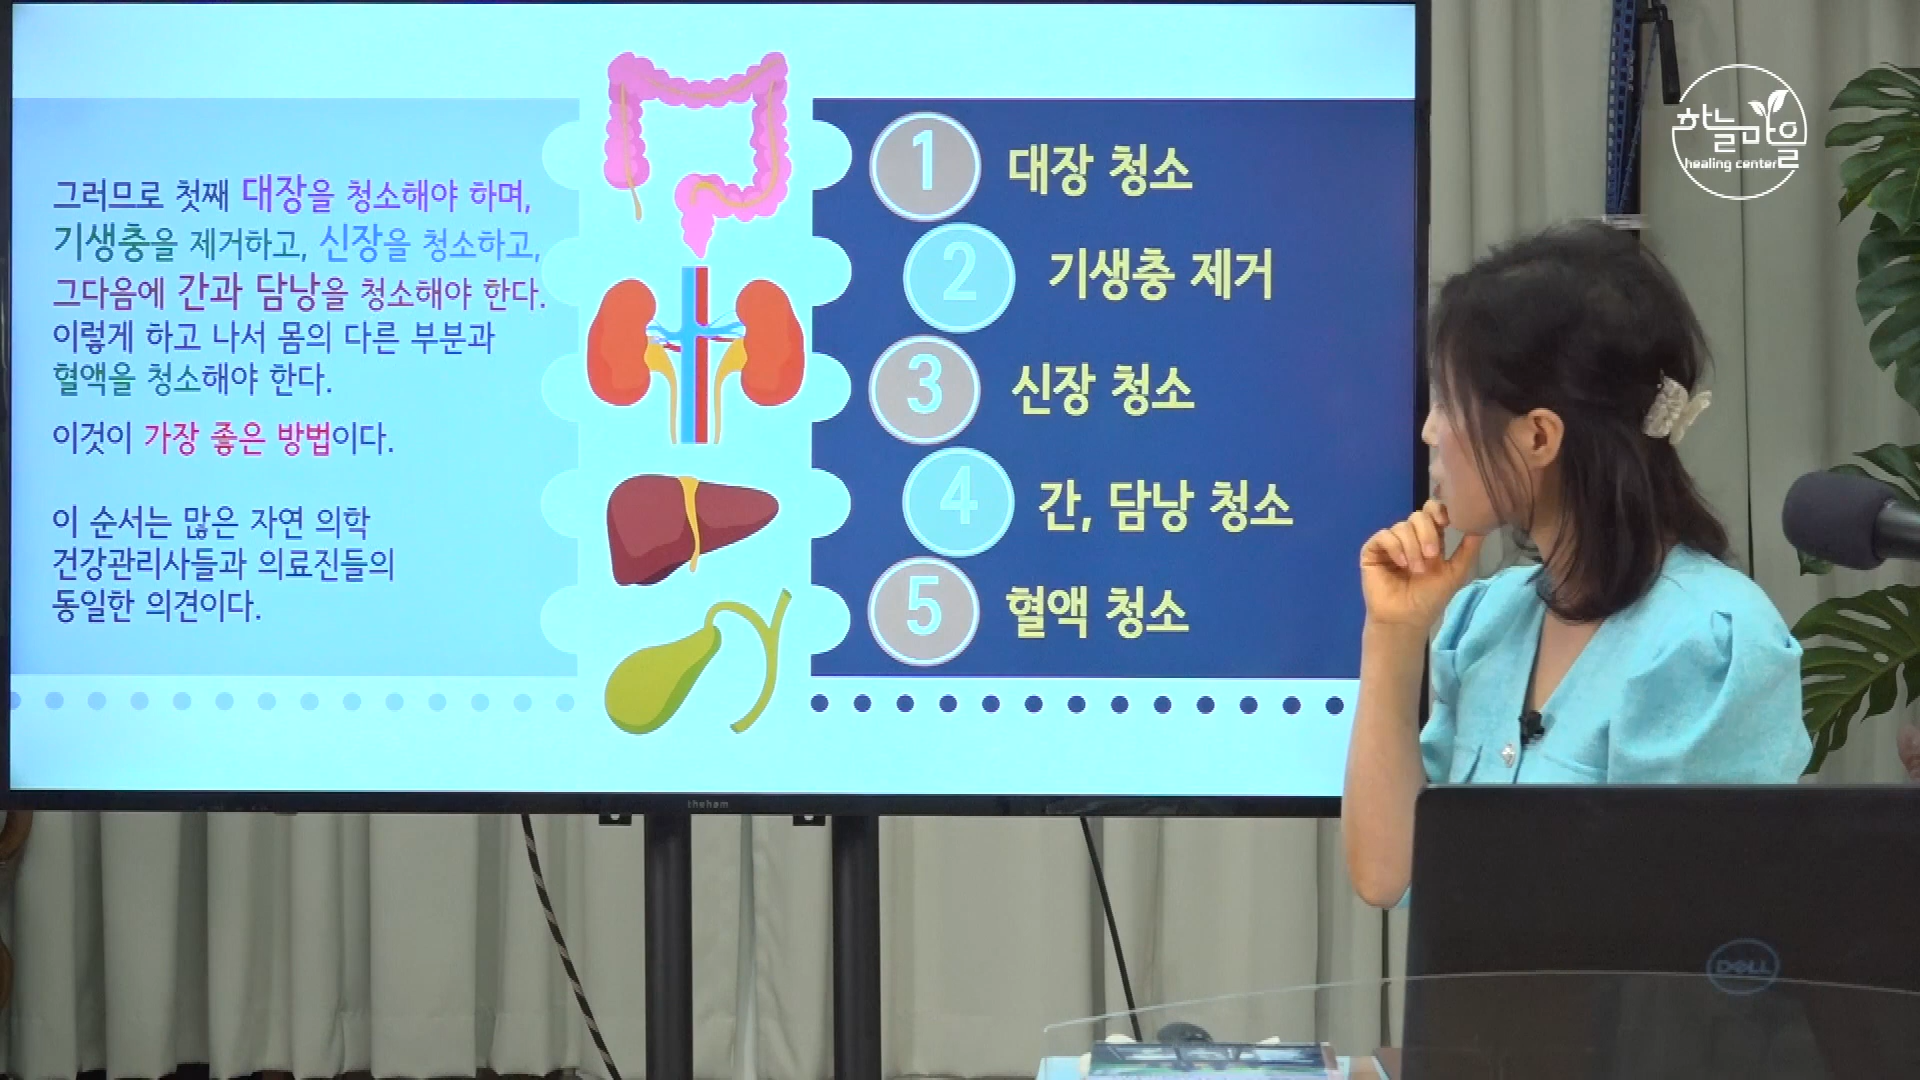 그러므로 첫째 대장을 청소해야 하며,
기생충을 제거하고, 신장을 청소하고,
그다음에 간과 담낭을 청소해야 한다.
이렇게 하고 나서 몸의 다른 부분과
혈액을 청소해야 한다.
이것이 가장 좋은 방법이다.
이 순서는 많은 자연 의학
건강관리사들과 의료진들의
동일한 의견이다.
1 대장 청소
2 기생충 제거
3 신장 청소
4 간, 담낭 청소
5 혈액 청소
하늘마을
healing center
theham
DELL